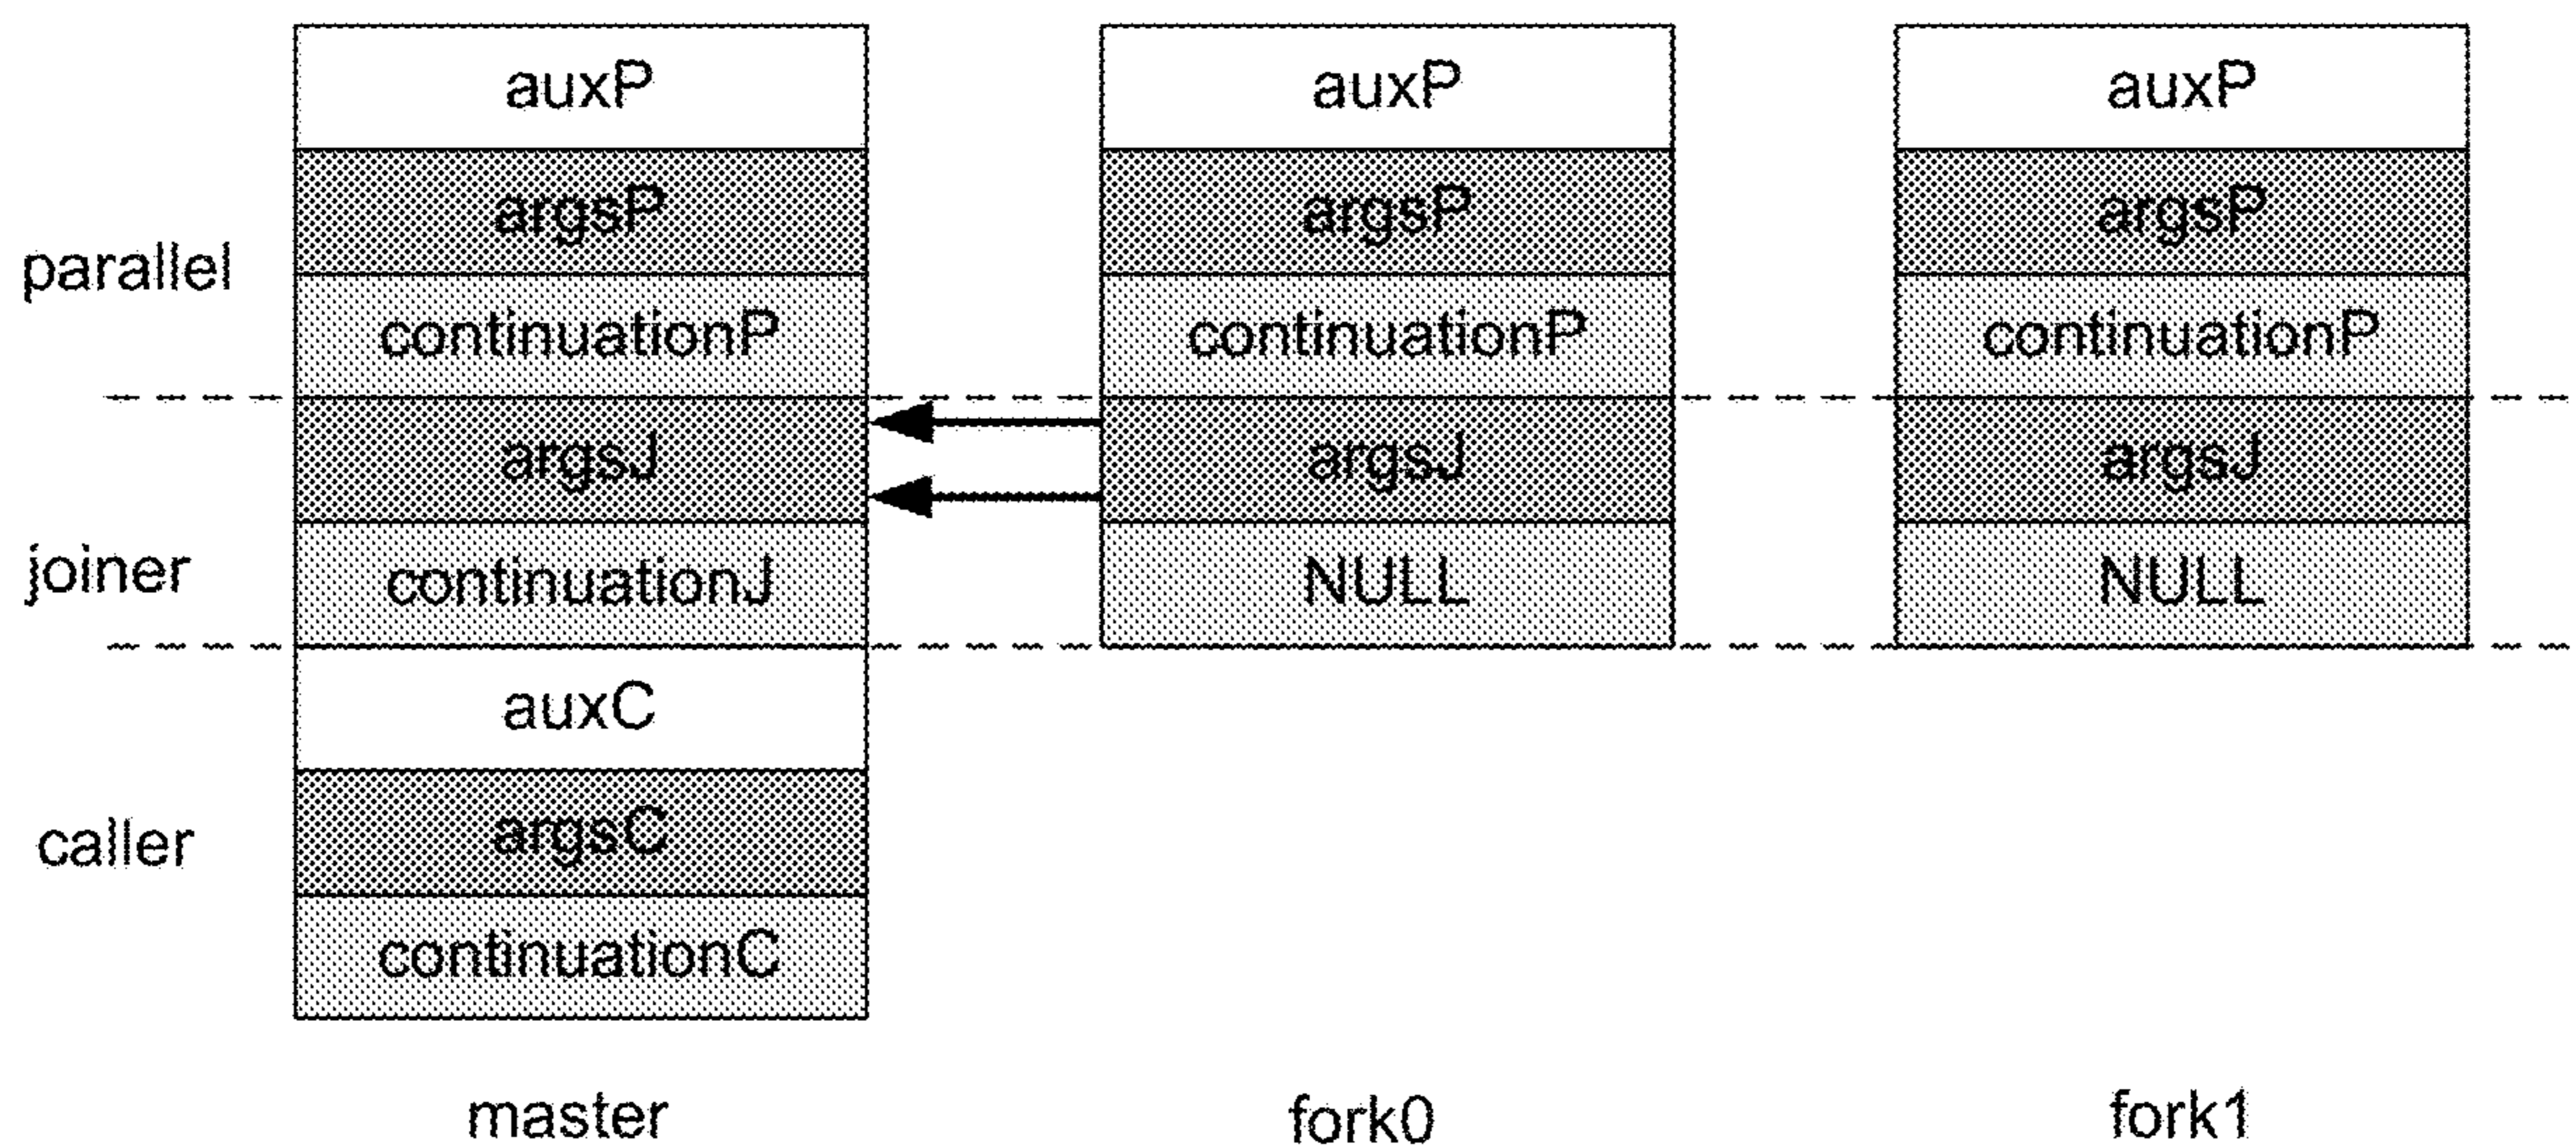 auxP auxP auxP
argsP argsP argsP
parallel
continuationP continuationP continuationP
argsJ argsJ argsJ
joiner continuationJ NULL NULL
auxC
caller argsC
continuationC
master fork0 fork1